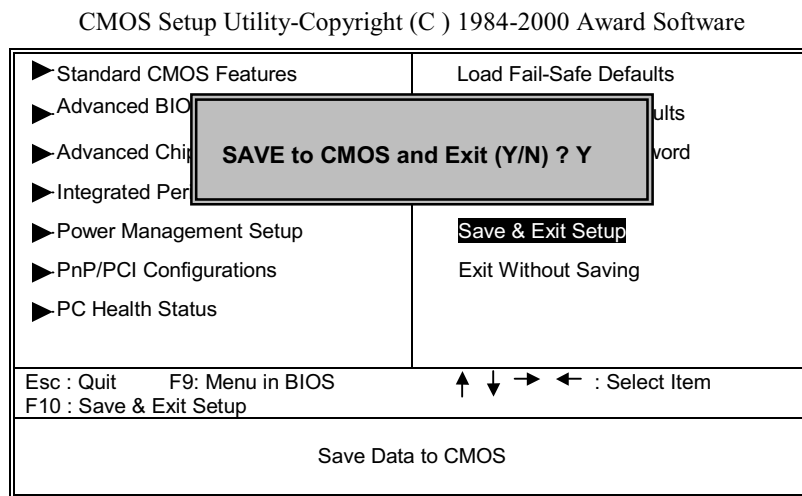 CMOS Setup Utility-Copyright (C ) 1984-2000 Award Software
Standard CMOS Features
Load Fail-Safe Defaults
Advanced BIO
ults
SAVE to CMOS and Exit (Y/N) ? Y
Advanced Chip
word
Integrated Per
Power Management Setup
Save & Exit Setup
PnP/PCI Configurations
Exit Without Saving
PC Health Status
Esc : Quit F9: Menu in BIOS
↑ ↓ → ← : Select Item
F10 : Save & Exit Setup
Save Data to CMOS